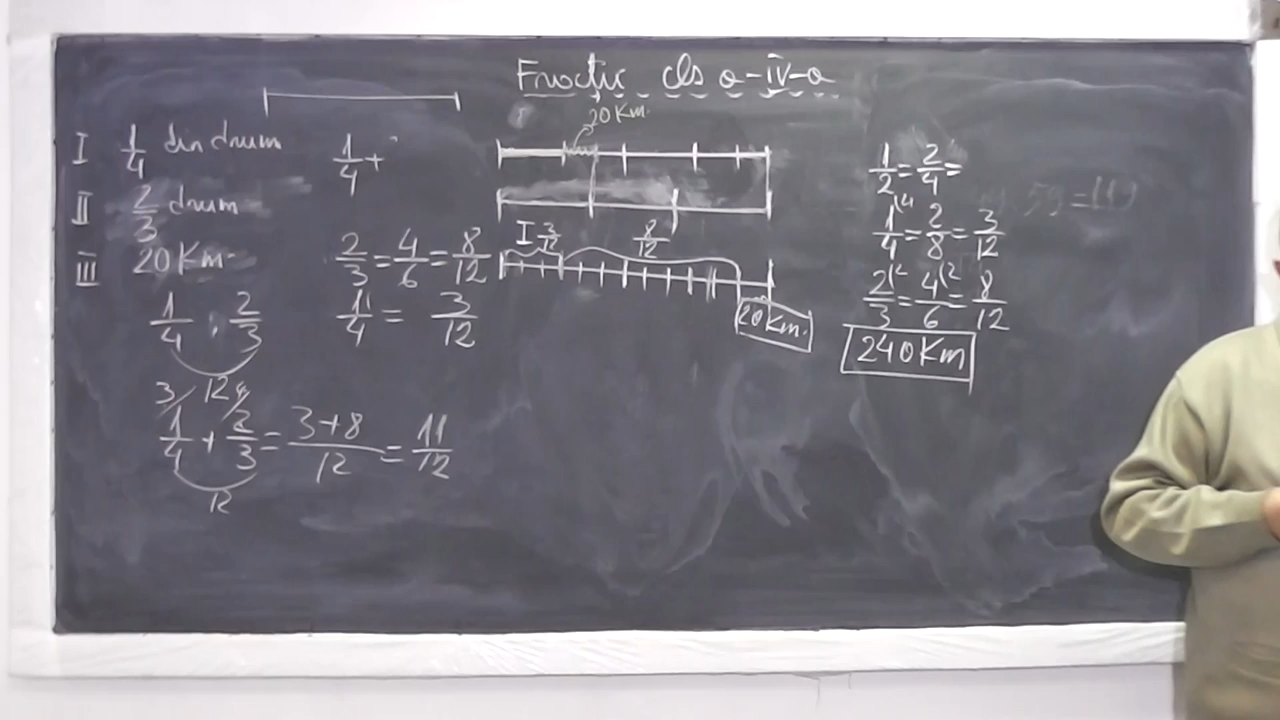 Fracție cls a-IV-a
I 1/4 din drum
II 2/3 drum
III 20 Km.
1/4 , 2/3
3/ 12
1/4 + 2/3 = 3+8/12 = 11/12
12
1/4 +
2/3 = 4/6 = 8/12
1/4 = 3/12
20 Km.
I 3/12 8/12
20 Km.
1/2 = 2/4 =
1/4 = 2/8 = 3/12
2/3 = 4/6 = 8/12
240 Km